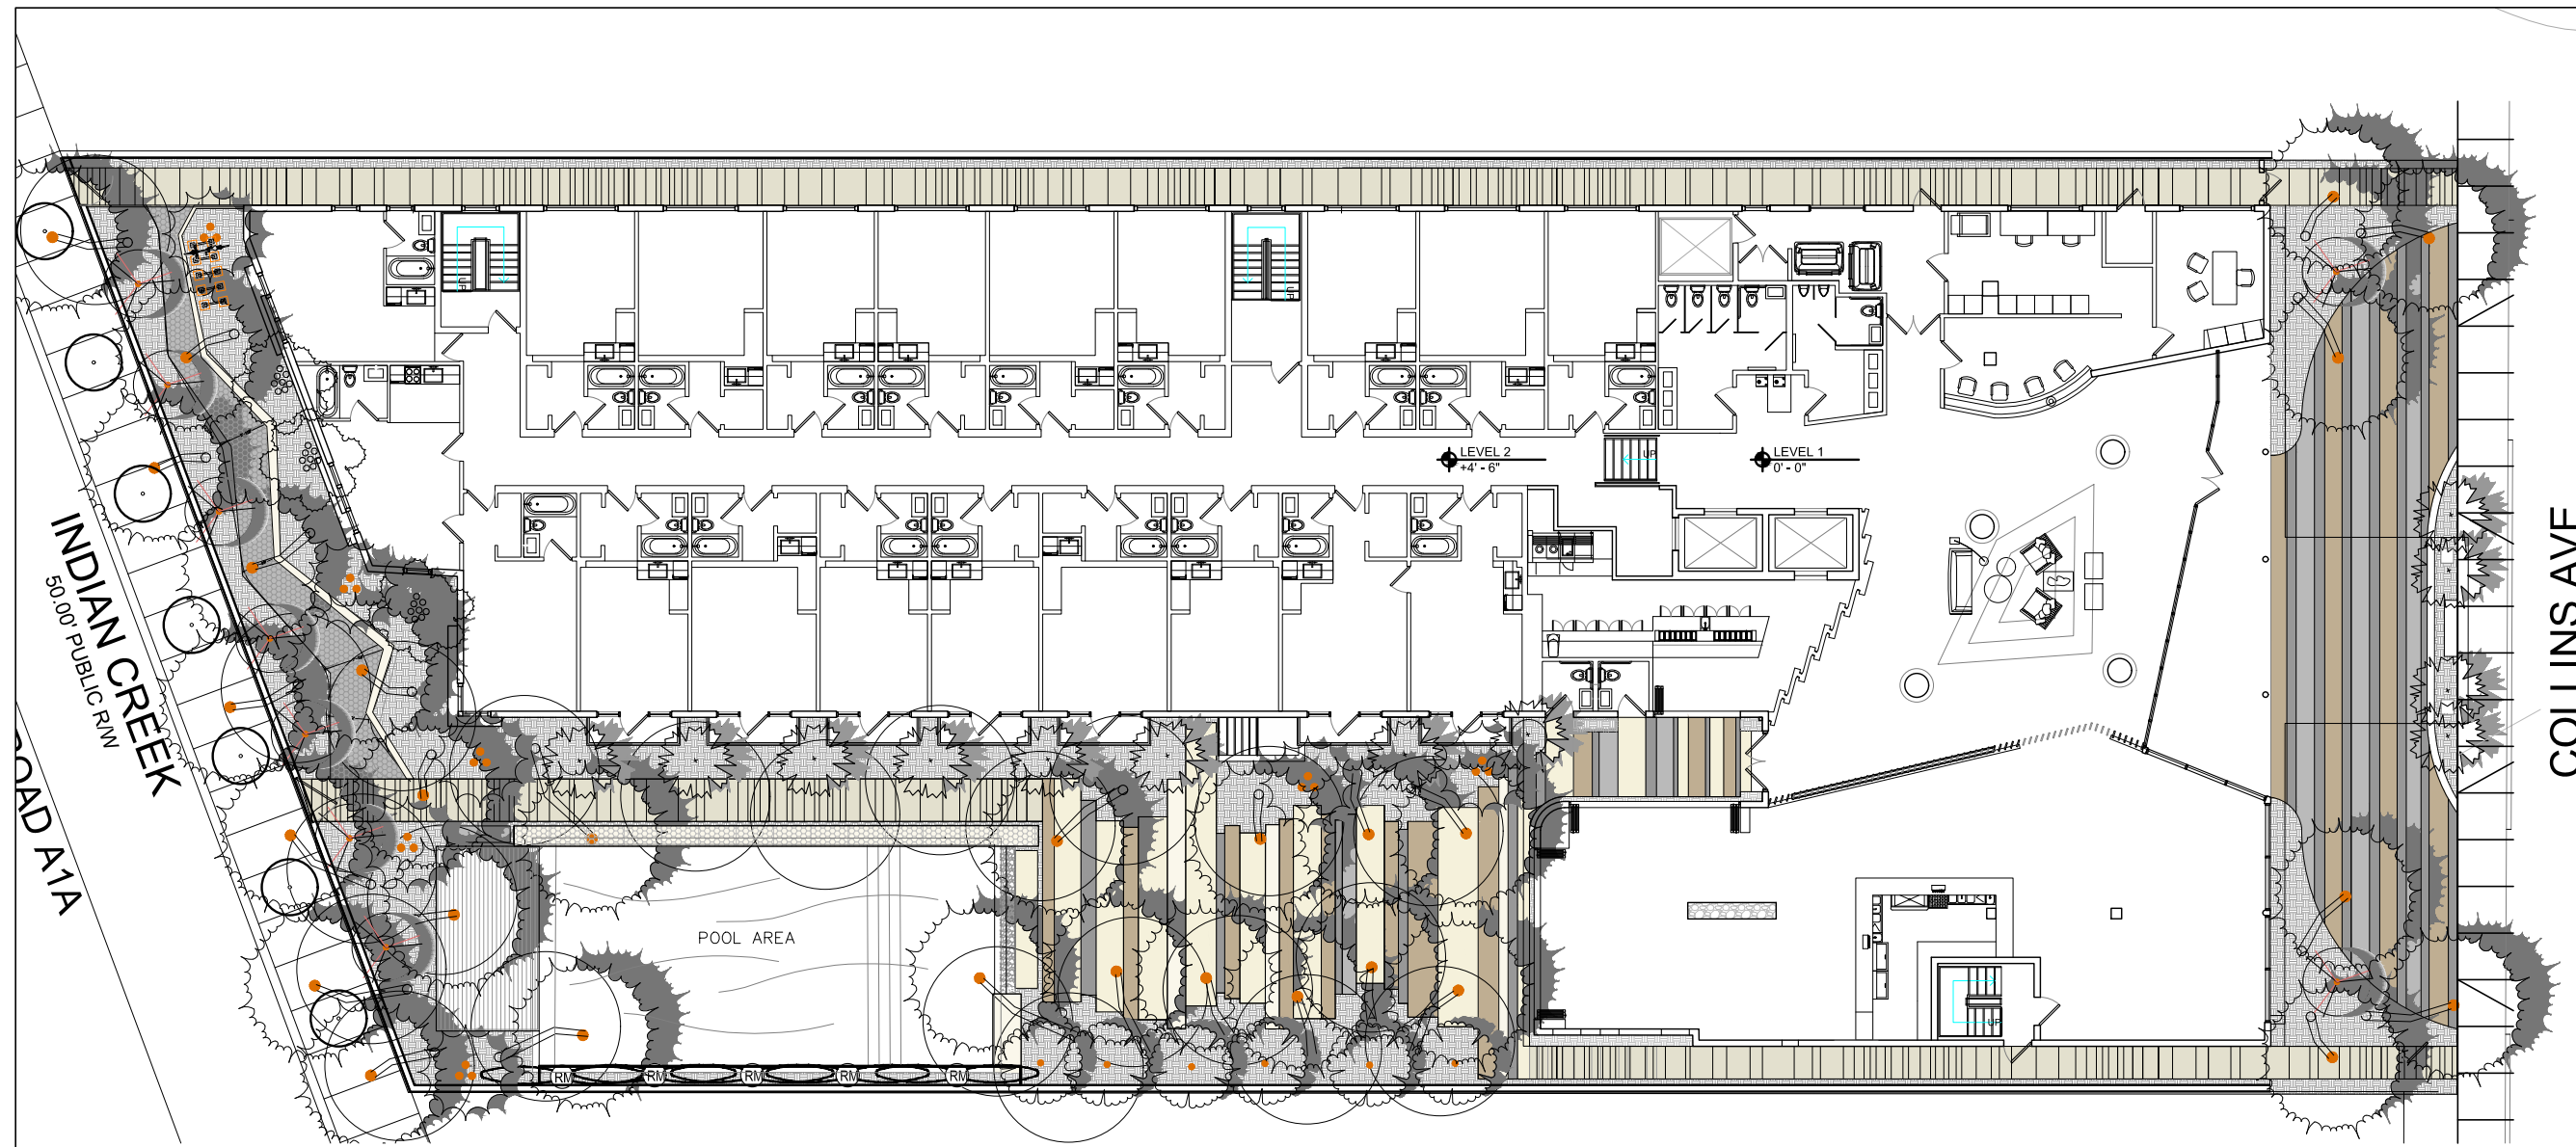 LEVEL 2
+4' - 6"
LEVEL 1
0' - 0"
UP
INDIAN CREEK
50.00' PUBLIC R/W
ROAD A1A
COLLINS AVE
POOL AREA
UP
RM RM RM RM RM